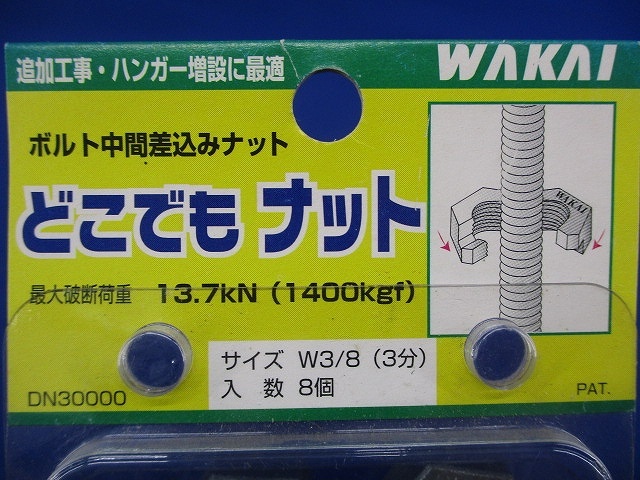 追加工事・ハンガー増設に最適
WAKAI
ボルト中間差込みナット
どこでも ナット
WAKAI
最大破断荷重 13.7kN (1400kgf)
サイズ W3/8 (3分)
入 数 8個
DN30000
PAT.